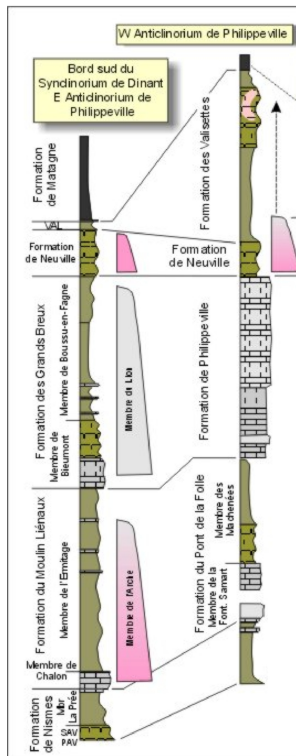 W Anticlinorium de Philippeville
Bord sud du
Synclinorium de Dinant
E Anticlinorium de
Philippeville
Formation de Matagne
VAL
Formation
de Neuville
Formation des Grands Breux
Membre de Boussu-en-Fagne
Membre de
Bieumont
Membre de Lion
Formation du Moulin Liénaux
Membre de l'Ermitage
Membre de
Chalon
Membre de l'Arche
Formation
de Nismes
Mbr
La Prée
SAV
PAV
Formation des Valisettes
Formation de
Neuville
Formation de Philippeville
Formation du Pont de la Folle
Membre des
Machenées
Membre de la
Font. Samart